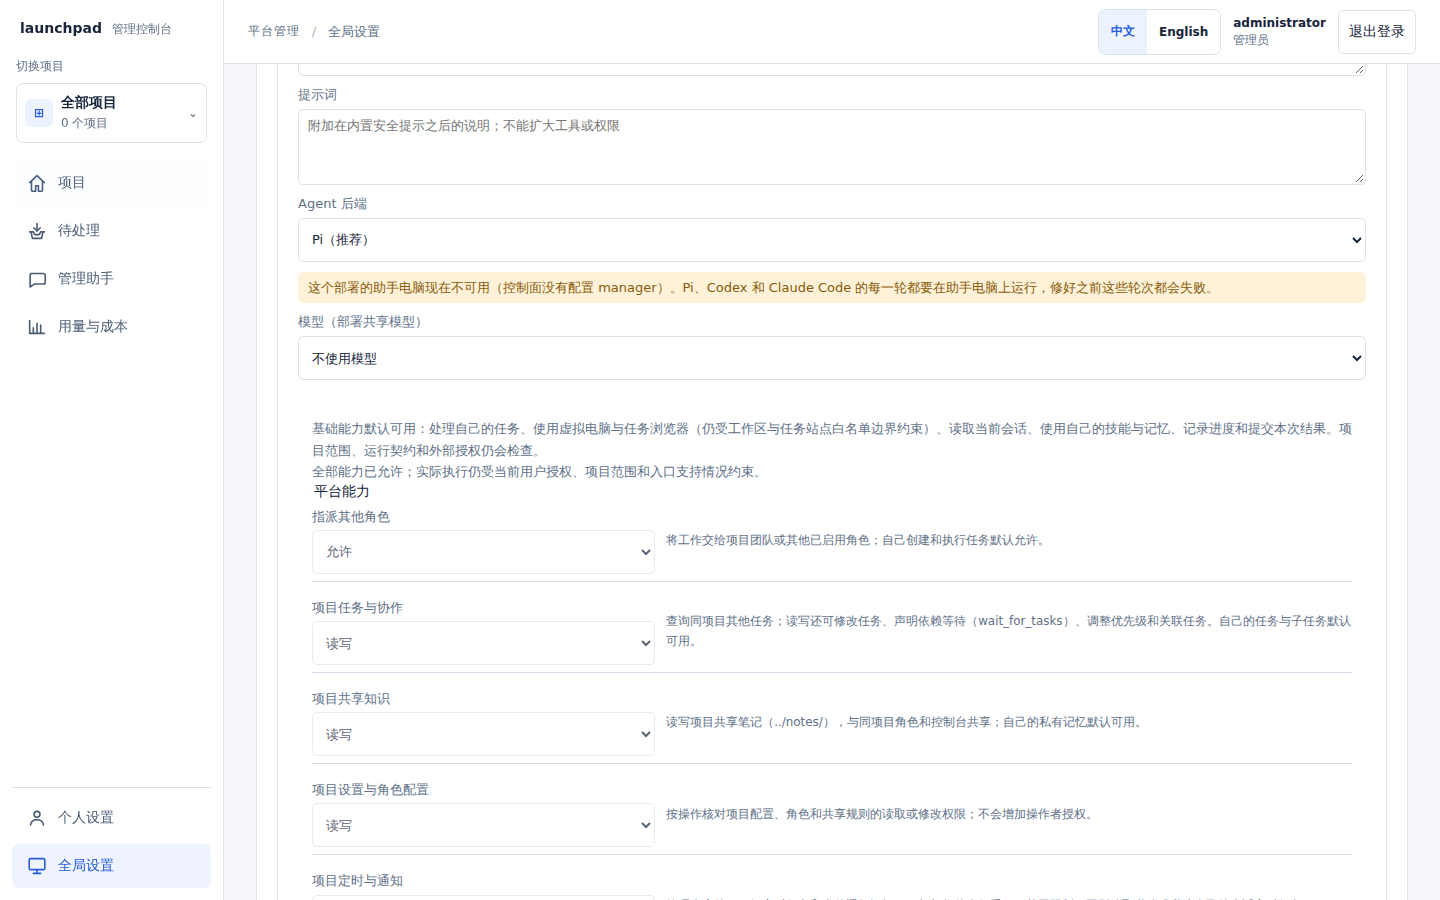 launchpad 管理控制台
切换项目
全部项目
0 个项目
项目
待处理
管理助手
用量与成本
个人设置
全局设置
平台管理 / 全局设置
中文 English
administrator
管理员
退出登录
提示词
附加在内置安全提示之后的说明；不能扩大工具或权限
Agent 后端
Pi（推荐）
这个部署的助手电脑现在不可用（控制面没有配置 manager）。Pi、Codex 和 Claude Code 的每一轮都要在助手电脑上运行，修好之前这些轮次都会失败。
模型（部署共享模型）
不使用模型
基础能力默认可用：处理自己的任务、使用虚拟电脑与任务浏览器（仍受工作区与任务站点白名单边界约束）、读取当前会话、使用自己的技能与记忆、记录进度和提交本次结果。项
目范围、运行契约和外部授权仍会检查。
全部能力已允许；实际执行仍受当前用户授权、项目范围和入口支持情况约束。
平台能力
指派其他角色
允许
将工作交给项目团队或其他已启用角色；自己创建和执行任务默认允许。
项目任务与协作
读写
查询同项目其他任务；读写还可修改任务、声明依赖等待（wait_for_tasks）、调整优先级和关联任务。自己的任务与子任务默认
可用。
项目共享知识
读写
读写项目共享笔记（../notes/），与同项目角色和控制台共享；自己的私有记忆默认可用。
项目设置与角色配置
读写
按操作核对项目配置、角色和共享规则的读取或修改权限；不会增加操作者授权。
项目定时与通知